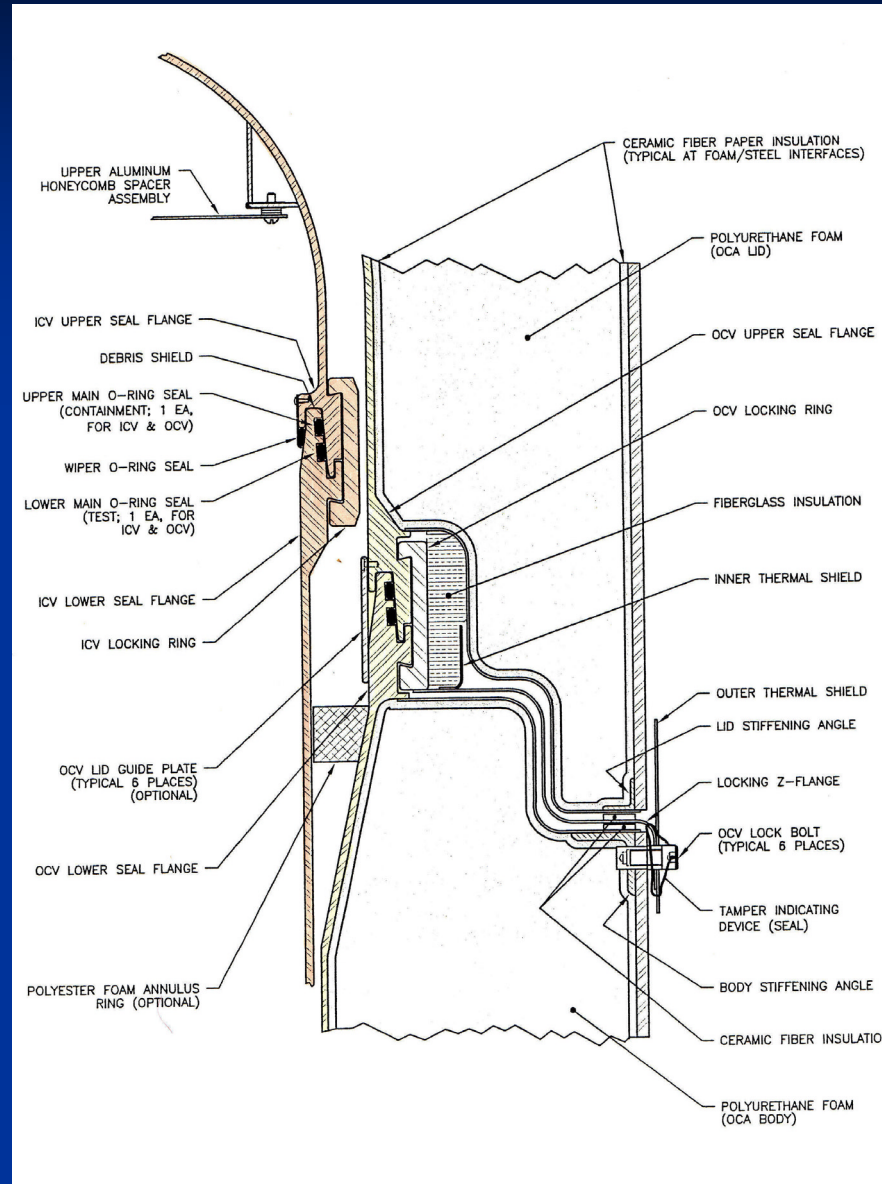 UPPER ALUMINUM
HONEYCOMB SPACER
ASSEMBLY
ICV UPPER SEAL FLANGE
DEBRIS SHIELD
UPPER MAIN O-RING SEAL
(CONTAINMENT; 1 EA,
FOR ICV & OCV)
WIPER O-RING SEAL
LOWER MAIN O-RING SEAL
(TEST; 1 EA, FOR
ICV & OCV)
ICV LOWER SEAL FLANGE
ICV LOCKING RING
OCV LID GUIDE PLATE
(TYPICAL 6 PLACES)
(OPTIONAL)
OCV LOWER SEAL FLANGE
POLYESTER FOAM ANNULUS
RING (OPTIONAL)
CERAMIC FIBER PAPER INSULATION
(TYPICAL AT FOAM/STEEL INTERFACES)
POLYURETHANE FOAM
(OCA LID)
OCV UPPER SEAL FLANGE
OCV LOCKING RING
FIBERGLASS INSULATION
INNER THERMAL SHIELD
OUTER THERMAL SHIELD
LID STIFFENING ANGLE
LOCKING Z-FLANGE
OCV LOCK BOLT
(TYPICAL 6 PLACES)
TAMPER INDICATING
DEVICE (SEAL)
BODY STIFFENING ANGLE
CERAMIC FIBER INSULATIO
POLYURETHANE FOAM
(OCA BODY)